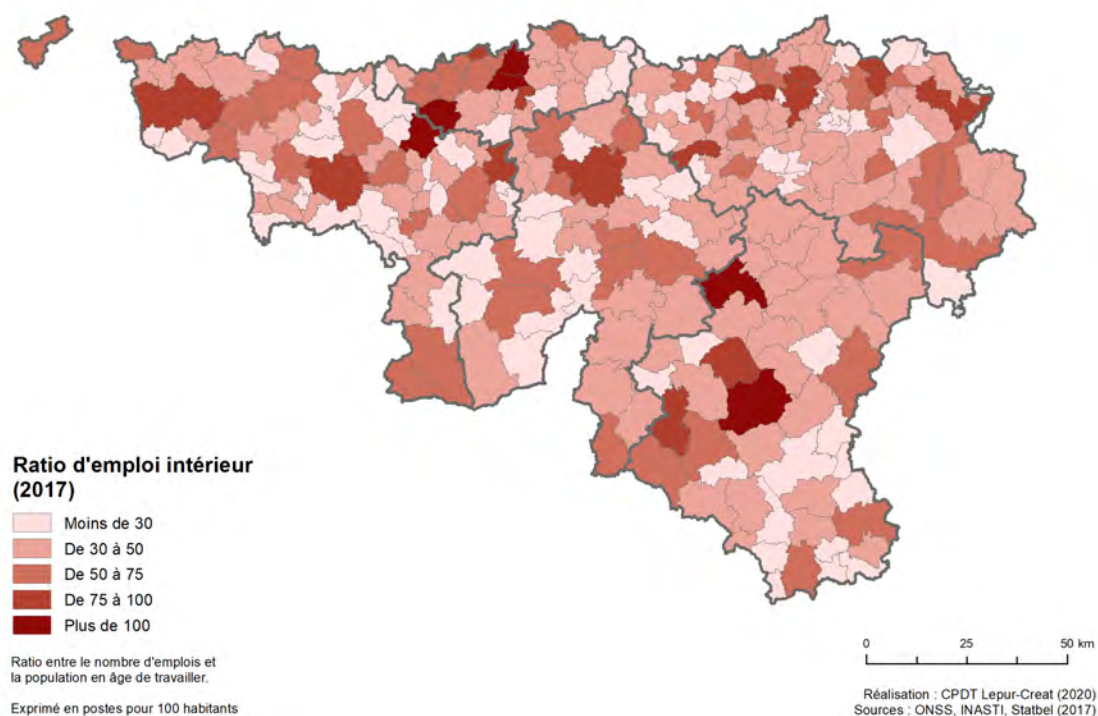 Ratio d'emploi intérieur
(2017)
Moins de 30
De 30 à 50
De 50 à 75
De 75 à 100
Plus de 100
Ratio entre le nombre d'emplois et
la population en âge de travailler.
Exprimé en postes pour 100 habitants
0 25 50 km
Réalisation : CPDT Lepur-Creat (2020)
Sources : ONSS, INASTI, Statbel (2017)